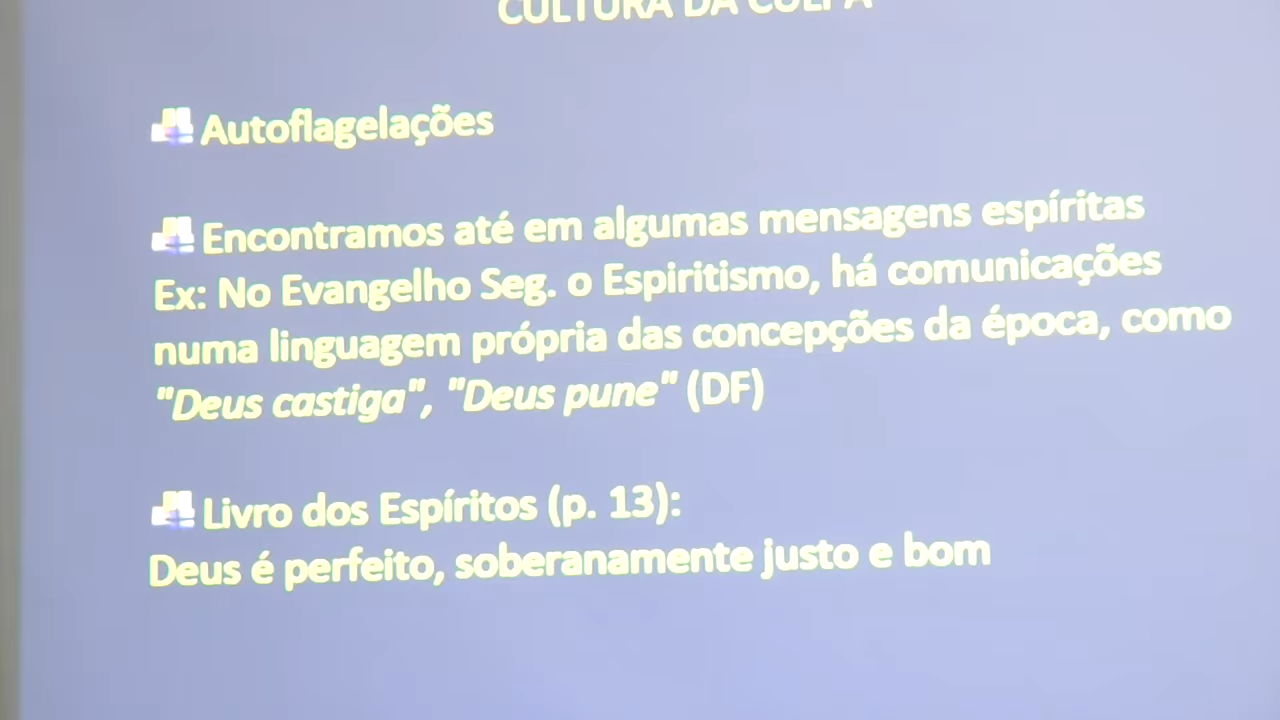 CULTURA DA CULPA
Autoflagelações
Encontramos até em algumas mensagens espíritas
Ex: No Evangelho Seg. o Espiritismo, há comunicações
numa linguagem própria das concepções da época, como
"Deus castiga", "Deus pune" (DF)
Livro dos Espíritos (p. 13):
Deus é perfeito, soberanamente justo e bom